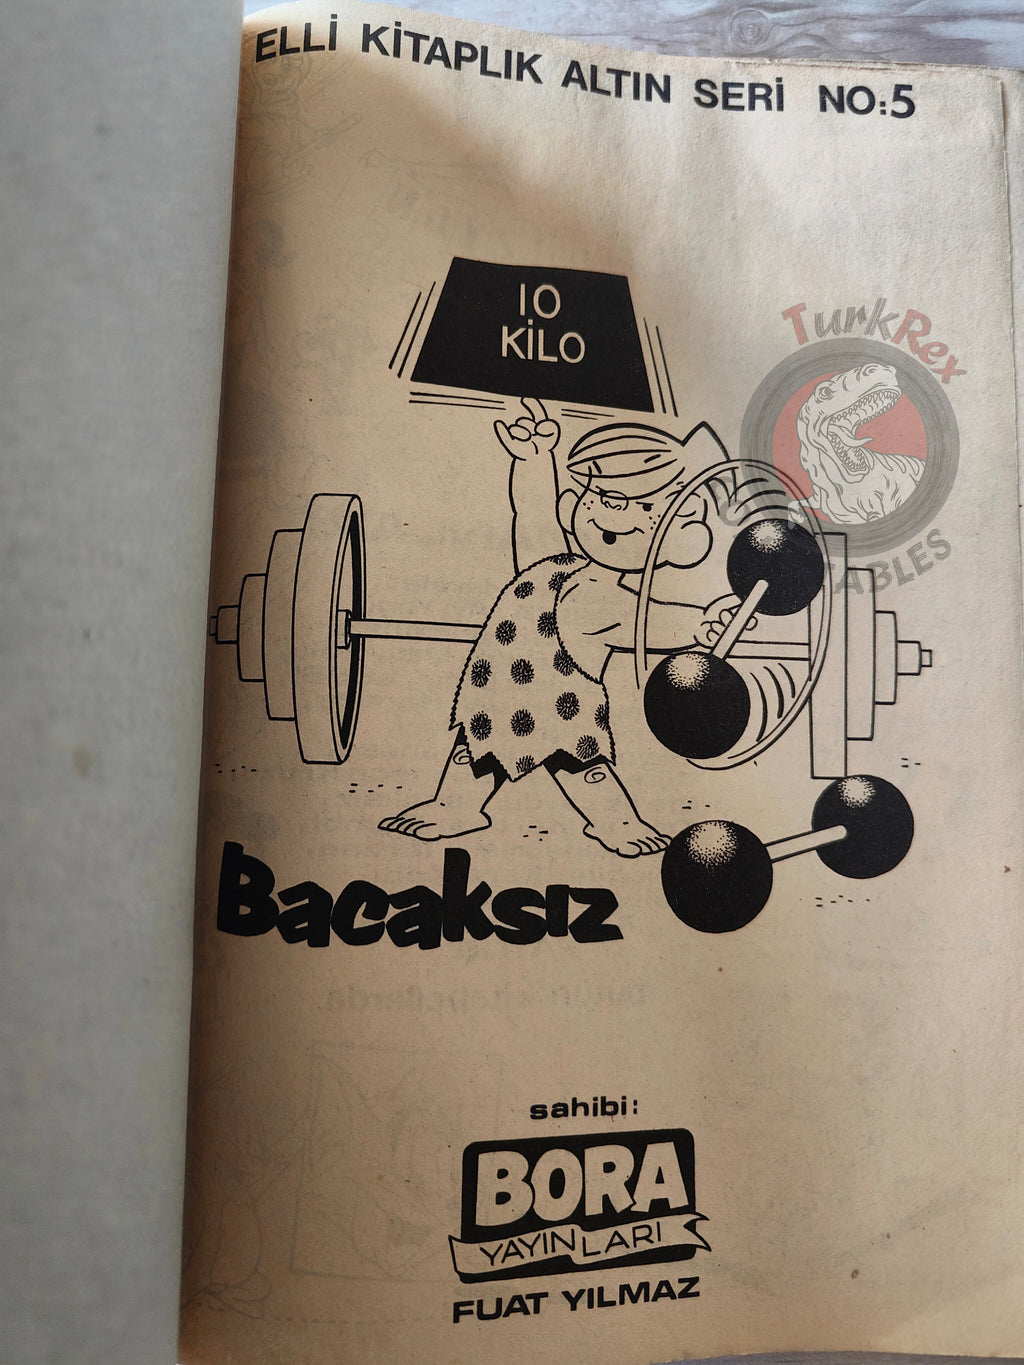 ELLİ KİTAPLIK ALTIN SERİ NO:5
10
KİLO
TurkRex
Bacaksız
sahibi:
BORA
YAYINLARI
FUAT YILMAZ